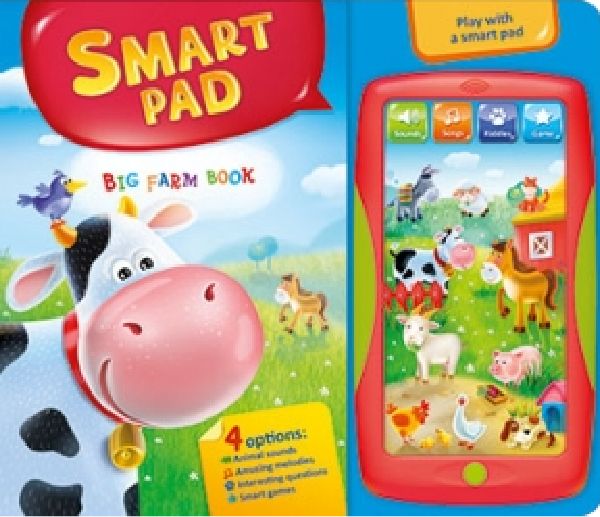 SMART
PAD
BIG FARM BOOK
4 options:
Animal sounds
Amusing melodies,
Interesting questions
Smart games
Play with
a smart pad
Sounds
Songs
Riddles
Game